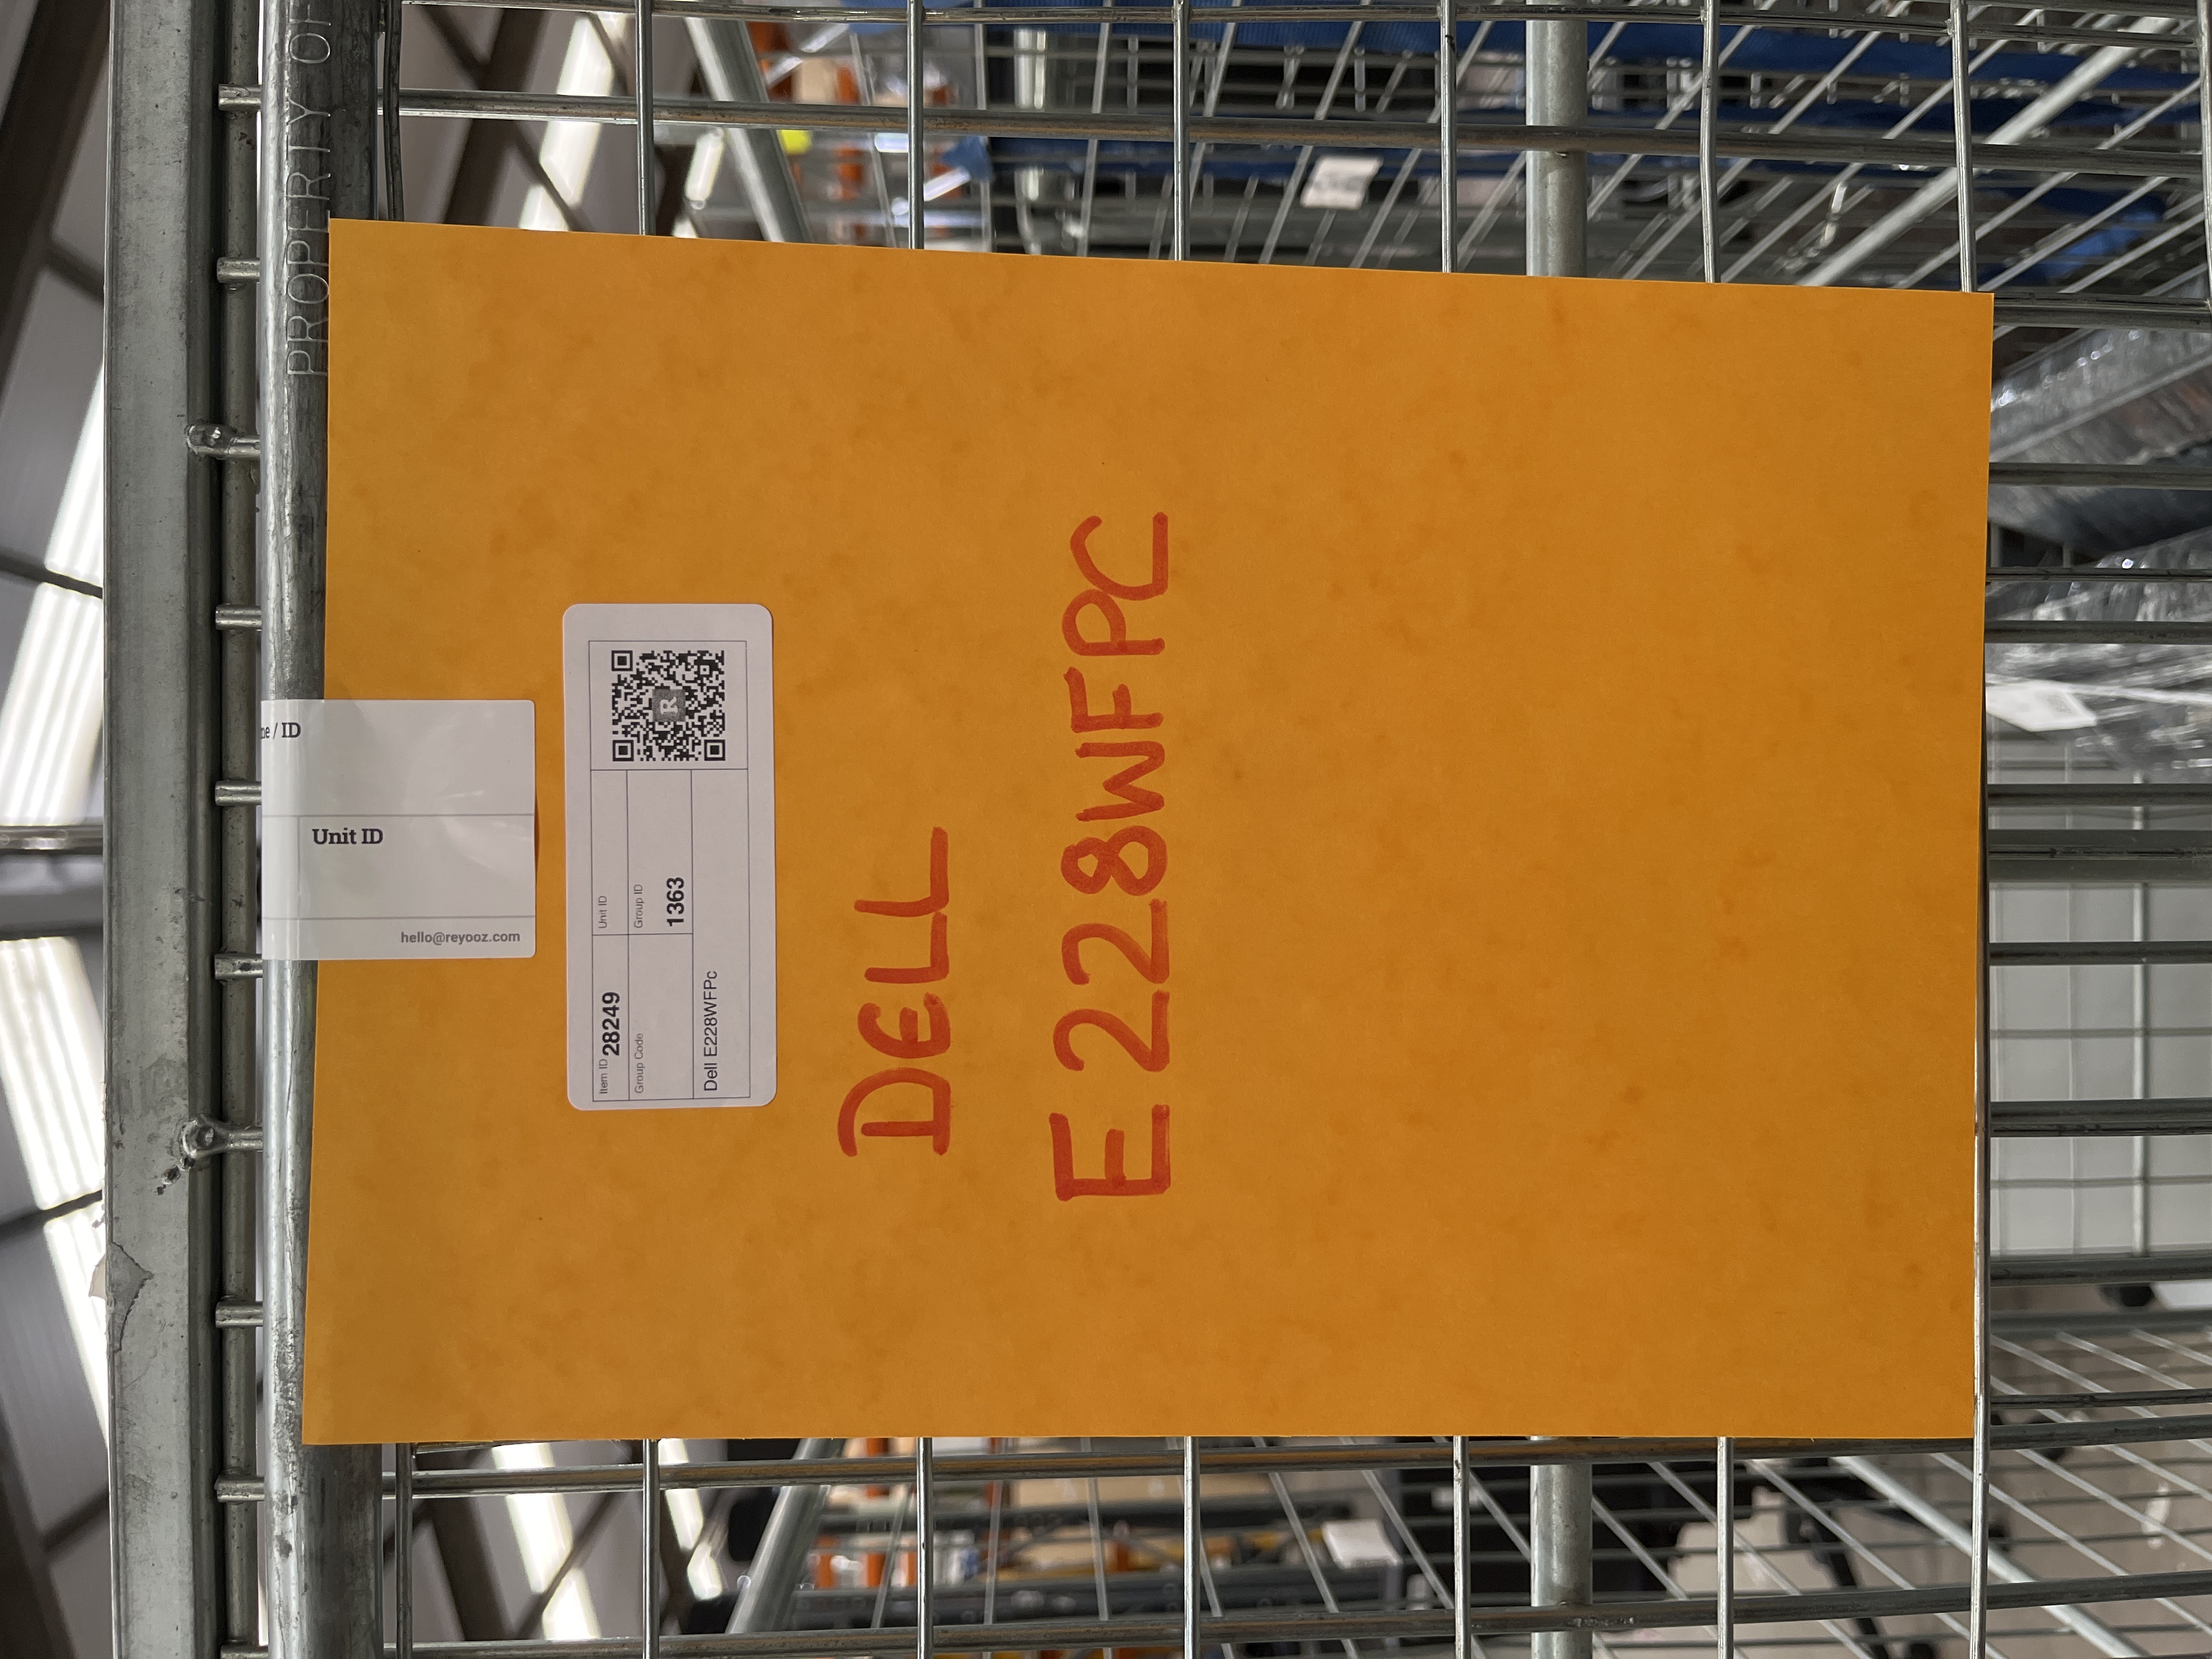 PROPERTY OF
/ ID
Unit ID
hello@reyooz.com
Item ID 28249
Unit ID
Group Code
Group ID
1363
Dell E228WFPc
R
DELL
E228WFPC